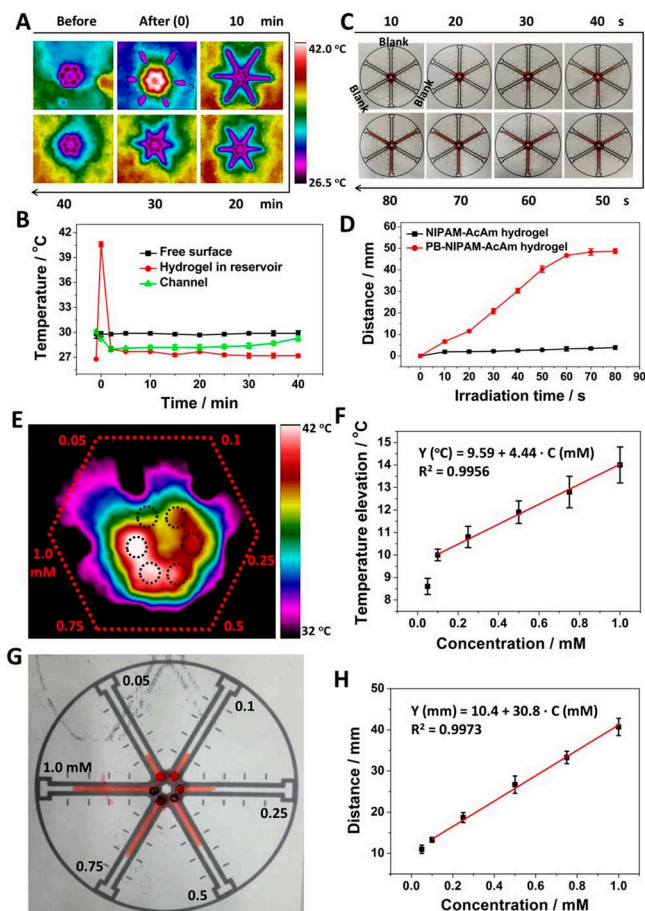 A
Before After (0) 10 min
42.0 °C
26.5 °C
40 30 20 min
B
Temperature / °C
42
39
36
33
30
27
Free surface
Hydrogel in reservoir
Channel
0 10 20 30 40
Time / min
C
10 20 30 40 s
Blank
Blank
Blank
80 70 60 50 s
D
Distance / mm
60
50
40
30
20
10
0
NIPAM-AcAm hydrogel
PB-NIPAM-AcAm hydrogel
0 10 20 30 40 50 60 70 80 90
Irradiation time / s
E
0.05 0.1
1.0
mM
0.25
0.75 0.5
42 °C
32 °C
F
Temperature elevation / °C
15
14
13
12
11
10
9
8
Y (°C) = 9.59 + 4.44 · C (mM)
R² = 0.9956
0.0 0.2 0.4 0.6 0.8 1.0
Concentration / mM
G
0.05
0.1
1.0 mM
0.25
0.75
0.5
H
Distance / mm
50
40
30
20
10
Y (mm) = 10.4 + 30.8 · C (mM)
R² = 0.9973
0.0 0.2 0.4 0.6 0.8 1.0
Concentration / mM